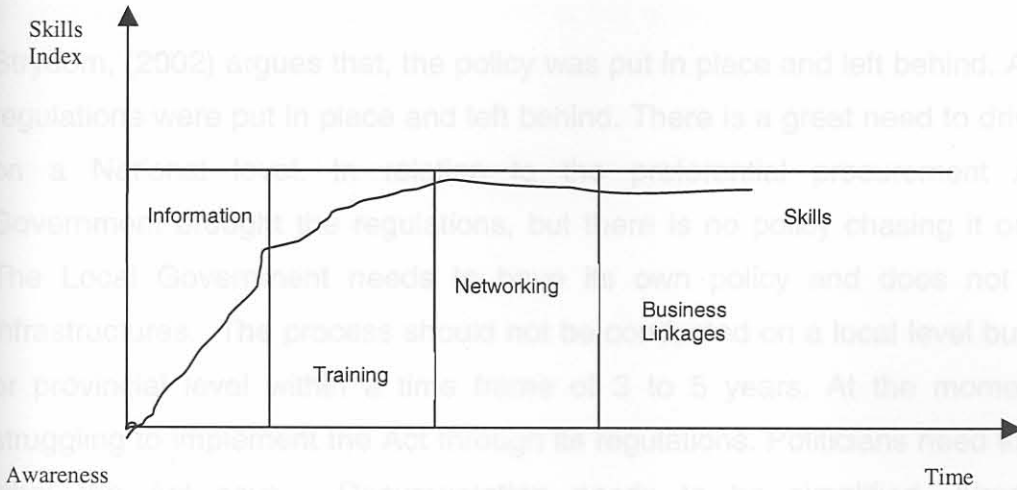 Skills
Index
Strydom, (2002) argues that, the policy was put in place and left behind. A
regulations were put in place and left behind. There is a great need to dri
on a National level. In relation to the preferential procurement
Information
Skills
Government brought the regulations, but there is no policy chasing it o
The Local Government needs to have its own policy and does not
Networking
Business
Linkages
infrastructures. The process should not be conducted on a local level bu
or provincial level within a time frame of 3 to 5 years. At the mome
Training
struggling to implement the Act through its regulations. Politicians need
Awareness
Time